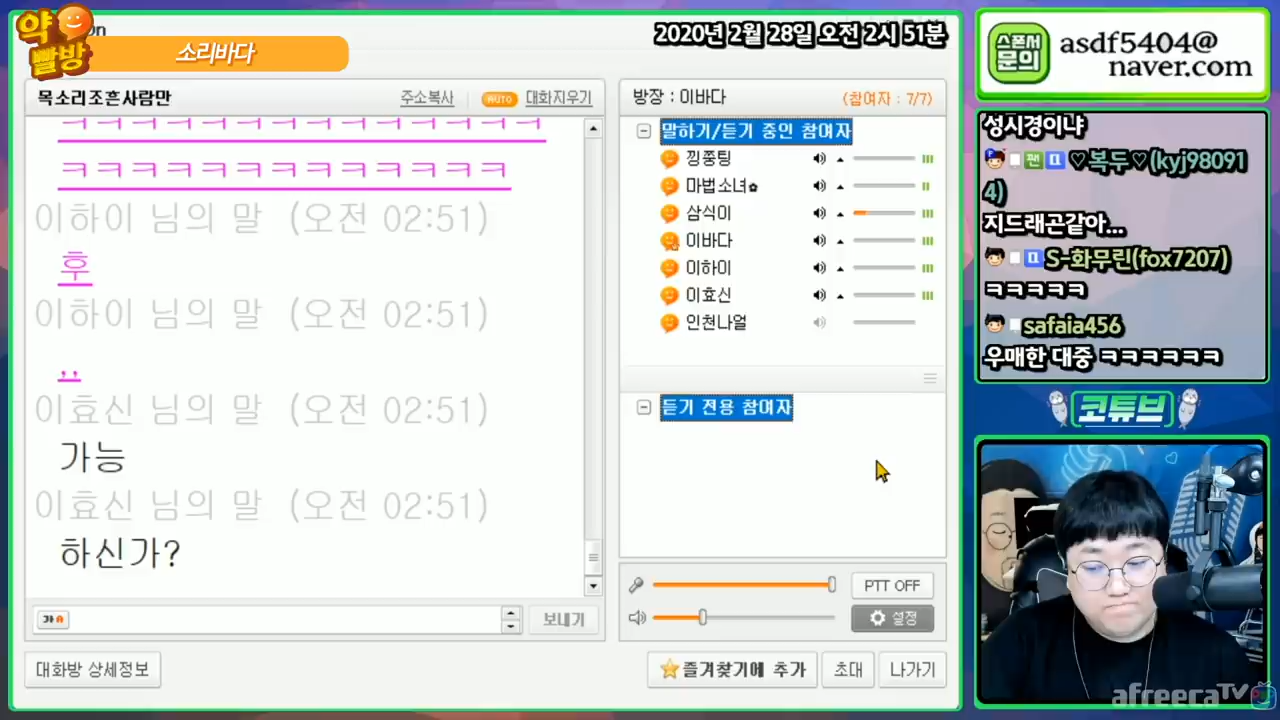 약빨방
on
소리바다
2020년 2월 28일 오전 2시 51분
스폰서
문의
asdf5404@
naver.com
목소리조흔사람만
주소복사
AUTO
대화지우기
ㅋㅋㅋㅋㅋㅋㅋㅋㅋㅋㅋㅋㅋㅋ
ㅋㅋㅋㅋㅋㅋㅋㅋㅋㅋㅋㅋㅋ
이하이 님의 말 (오전 02:51)
후
이하이 님의 말 (오전 02:51)
..
이효신 님의 말 (오전 02:51)
가능
이효신 님의 말 (오전 02:51)
하신가?
가
보내기
대화방 상세정보
방장 : 이바다
(참여자 : 7/7)
말하기/듣기 중인 참여자
낑쭝팅
마법소녀✿
삼식이
이바다
이하이
이효신
인천나얼
듣기 전용 참여자
PTT OFF
설정
즐겨찾기에 추가
초대
나가기
성시경이냐
팬 ♡복두♡(kyj98091
4)
지드래곤같아...
S-화무린(fox7207)
ㅋㅋㅋㅋㅋ
safaia456
우매한 대중 ㅋㅋㅋㅋㅋㅋ
코튜브
afreecaTV